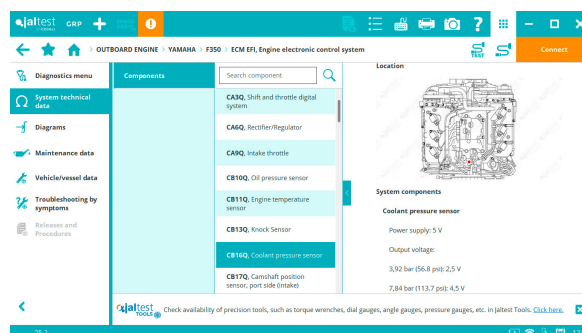 jaltest GRP
OUTBOARD ENGINE > YAMAHA > F350 > ECM EFI, Engine electronic control system
TEST
Connect
Diagnostics menu
System technical data
Diagrams
Maintenance data
Vehicle/vessel data
Troubleshooting by symptoms
Releases and Procedures
Components
Search component
CA3Q, Shift and throttle digital
system
CA6Q, Rectifier/Regulator
CA9Q, Intake throttle
CB10Q, Oil pressure sensor
CB11Q, Engine temperature
sensor
CB13Q, Knock Sensor
CB16Q, Coolant pressure sensor
CB17Q, Camshaft position
sensor, port side (intake)
Location
System components
Coolant pressure sensor
Power supply: 5 V
Output voltage:
3,92 bar (56.8 psi): 2,5 V
7,84 bar (113.7 psi): 4,5 V
jaltest TOOLS Check availability of precision tools, such as torque wrenches, dial gauges, angle gauges, pressure gauges, etc. in Jaltest Tools. Click here.
25.2